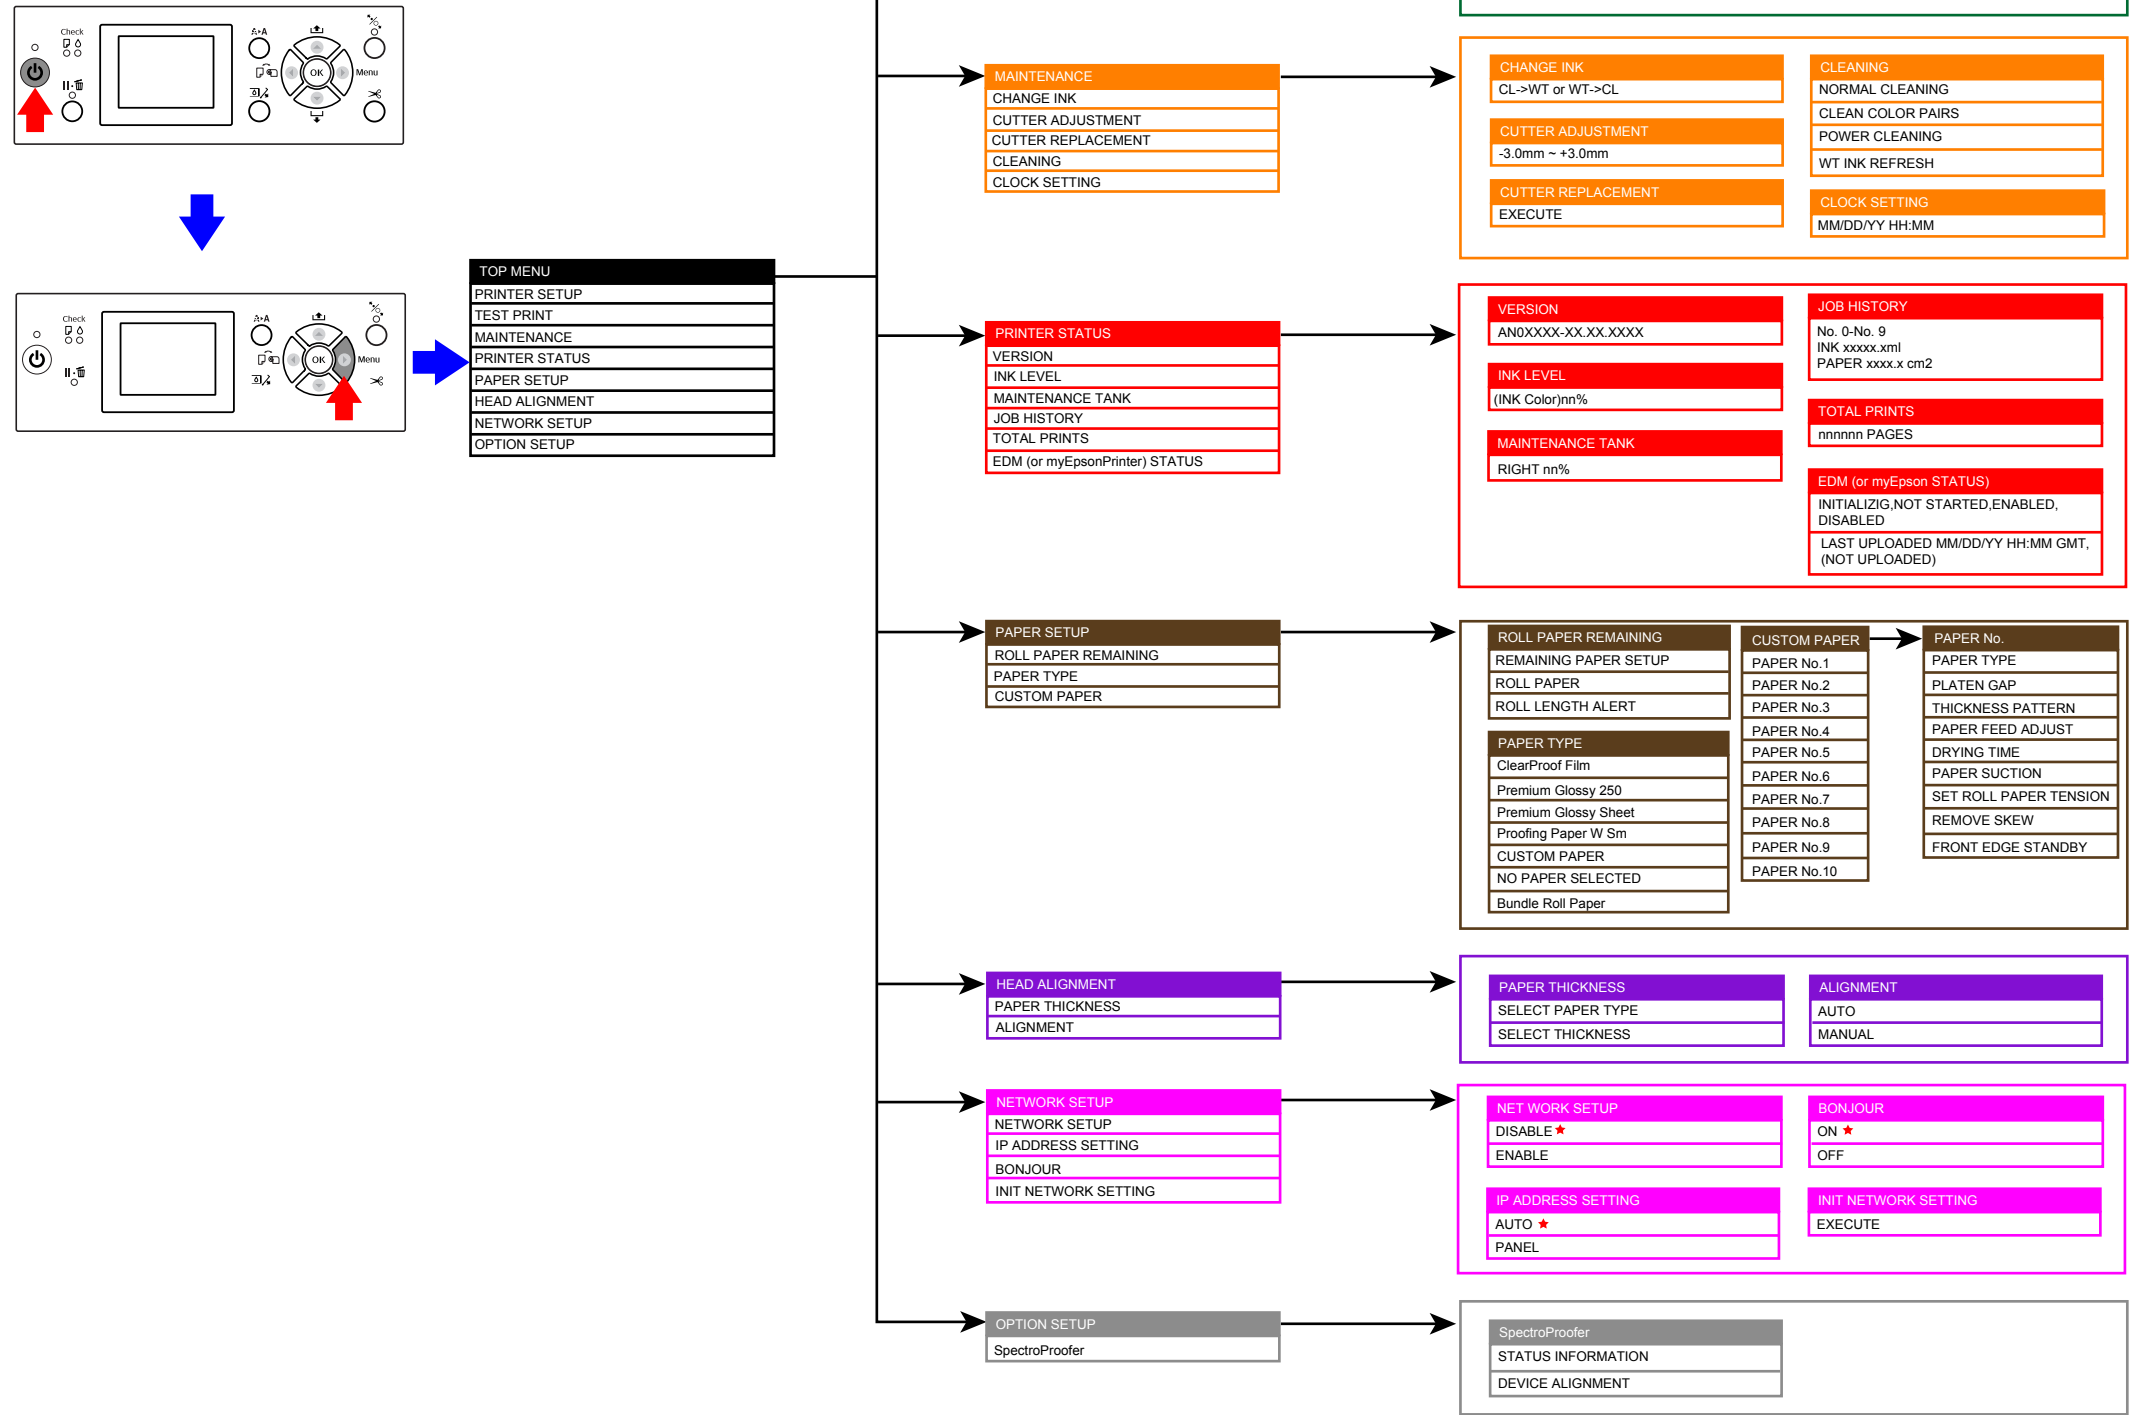 Check
A▸A
OK
Menu
Check
A▸A
OK
Menu
TOP MENU
PRINTER SETUP
TEST PRINT
MAINTENANCE
PRINTER STATUS
PAPER SETUP
HEAD ALIGNMENT
NETWORK SETUP
OPTION SETUP
MAINTENANCE
CHANGE INK
CUTTER ADJUSTMENT
CUTTER REPLACEMENT
CLEANING
CLOCK SETTING
CHANGE INK
CL->WT or WT->CL
CUTTER ADJUSTMENT
-3.0mm ~ +3.0mm
CUTTER REPLACEMENT
EXECUTE
CLEANING
NORMAL CLEANING
CLEAN COLOR PAIRS
POWER CLEANING
WT INK REFRESH
CLOCK SETTING
MM/DD/YY HH:MM
PRINTER STATUS
VERSION
INK LEVEL
MAINTENANCE TANK
JOB HISTORY
TOTAL PRINTS
EDM (or myEpsonPrinter) STATUS
VERSION
AN0XXXX-XX.XX.XXXX
INK LEVEL
(INK Color)nn%
MAINTENANCE TANK
RIGHT nn%
JOB HISTORY
No. 0-No. 9
INK xxxxx.xml
PAPER xxxx.x cm2
TOTAL PRINTS
nnnnnn PAGES
EDM (or myEpson STATUS)
INITIALIZIG,NOT STARTED,ENABLED,
DISABLED
LAST UPLOADED MM/DD/YY HH:MM GMT,
(NOT UPLOADED)
PAPER SETUP
ROLL PAPER REMAINING
PAPER TYPE
CUSTOM PAPER
ROLL PAPER REMAINING
REMAINING PAPER SETUP
ROLL PAPER
ROLL LENGTH ALERT
PAPER TYPE
ClearProof Film
Premium Glossy 250
Premium Glossy Sheet
Proofing Paper W Sm
CUSTOM PAPER
NO PAPER SELECTED
Bundle Roll Paper
CUSTOM PAPER
PAPER No.1
PAPER No.2
PAPER No.3
PAPER No.4
PAPER No.5
PAPER No.6
PAPER No.7
PAPER No.8
PAPER No.9
PAPER No.10
PAPER No.
PAPER TYPE
PLATEN GAP
THICKNESS PATTERN
PAPER FEED ADJUST
DRYING TIME
PAPER SUCTION
SET ROLL PAPER TENSION
REMOVE SKEW
FRONT EDGE STANDBY
HEAD ALIGNMENT
PAPER THICKNESS
ALIGNMENT
PAPER THICKNESS
SELECT PAPER TYPE
SELECT THICKNESS
ALIGNMENT
AUTO
MANUAL
NETWORK SETUP
NETWORK SETUP
IP ADDRESS SETTING
BONJOUR
INIT NETWORK SETTING
NET WORK SETUP
DISABLE★
ENABLE
IP ADDRESS SETTING
AUTO ★
PANEL
BONJOUR
ON ★
OFF
INIT NETWORK SETTING
EXECUTE
OPTION SETUP
SpectroProofer
SpectroProofer
STATUS INFORMATION
DEVICE ALIGNMENT